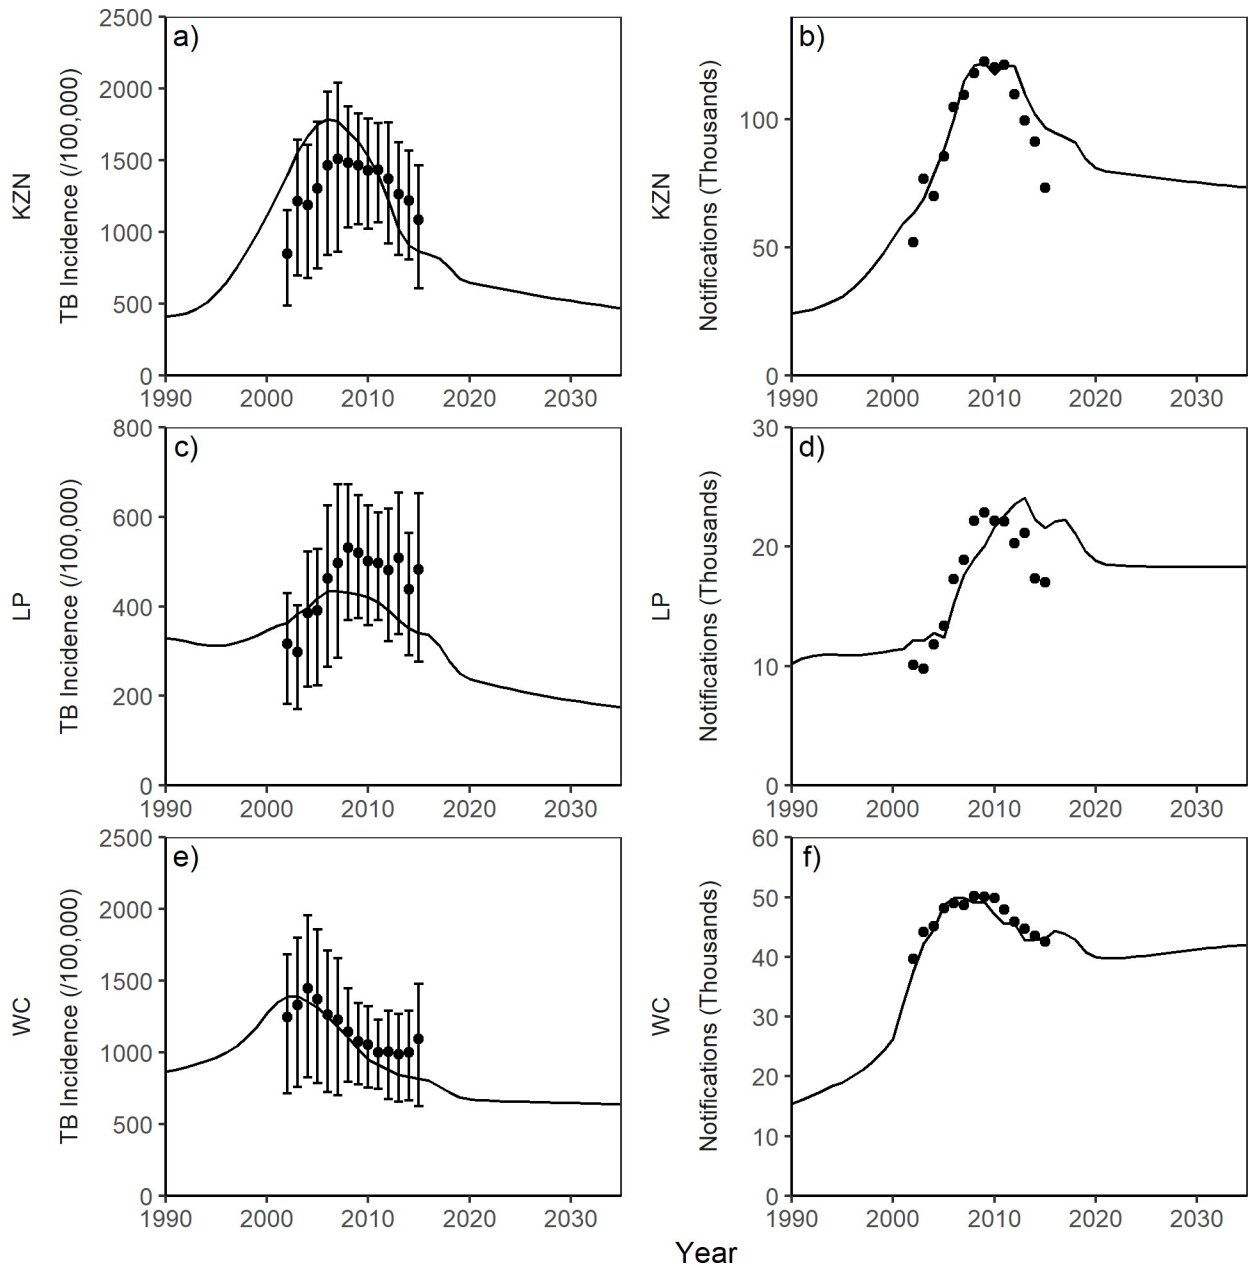 a)
KZN
TB Incidence (/100,000)
2500
2000
1500
1000
500
0
1990 2000 2010 2020 2030
b)
KZN
Notifications (Thousands)
100
50
0
1990 2000 2010 2020 2030
c)
LP
TB Incidence (/100,000)
800
600
400
200
0
1990 2000 2010 2020 2030
d)
LP
Notifications (Thousands)
30
20
10
0
1990 2000 2010 2020 2030
e)
WC
TB Incidence (/100,000)
2500
2000
1500
1000
500
0
1990 2000 2010 2020 2030
f)
WC
Notifications (Thousands)
60
50
40
30
20
10
0
1990 2000 2010 2020 2030
Year